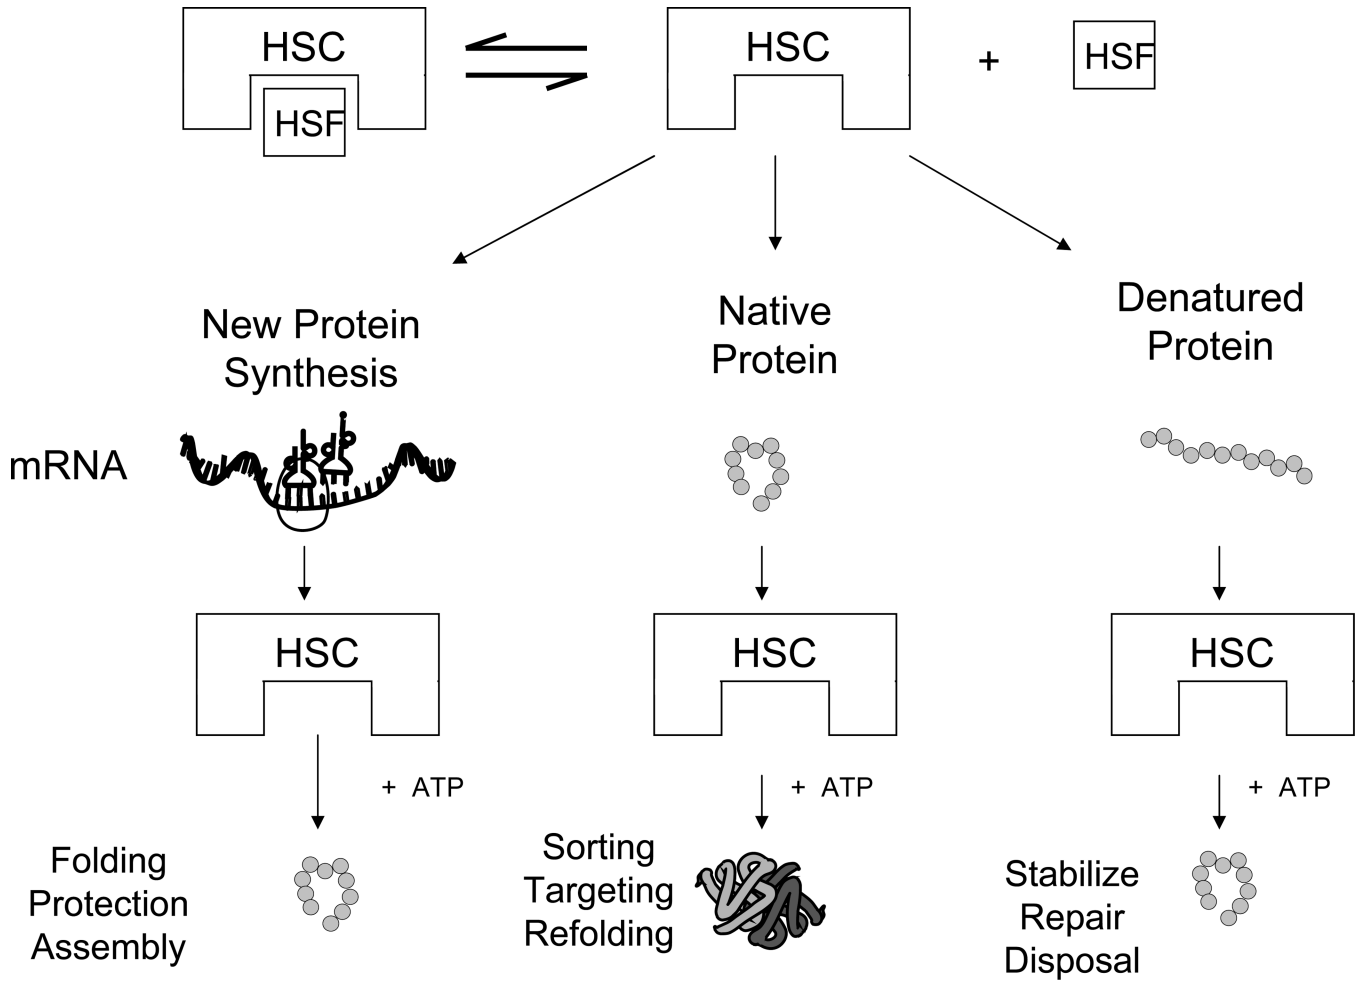 HSC
HSF
HSC
+
HSF
New Protein
Synthesis
Native
Protein
Denatured
Protein
mRNA
HSC
HSC
HSC
+ ATP
+ ATP
+ ATP
Folding
Protection
Assembly
Sorting
Targeting
Refolding
Stabilize
Repair
Disposal